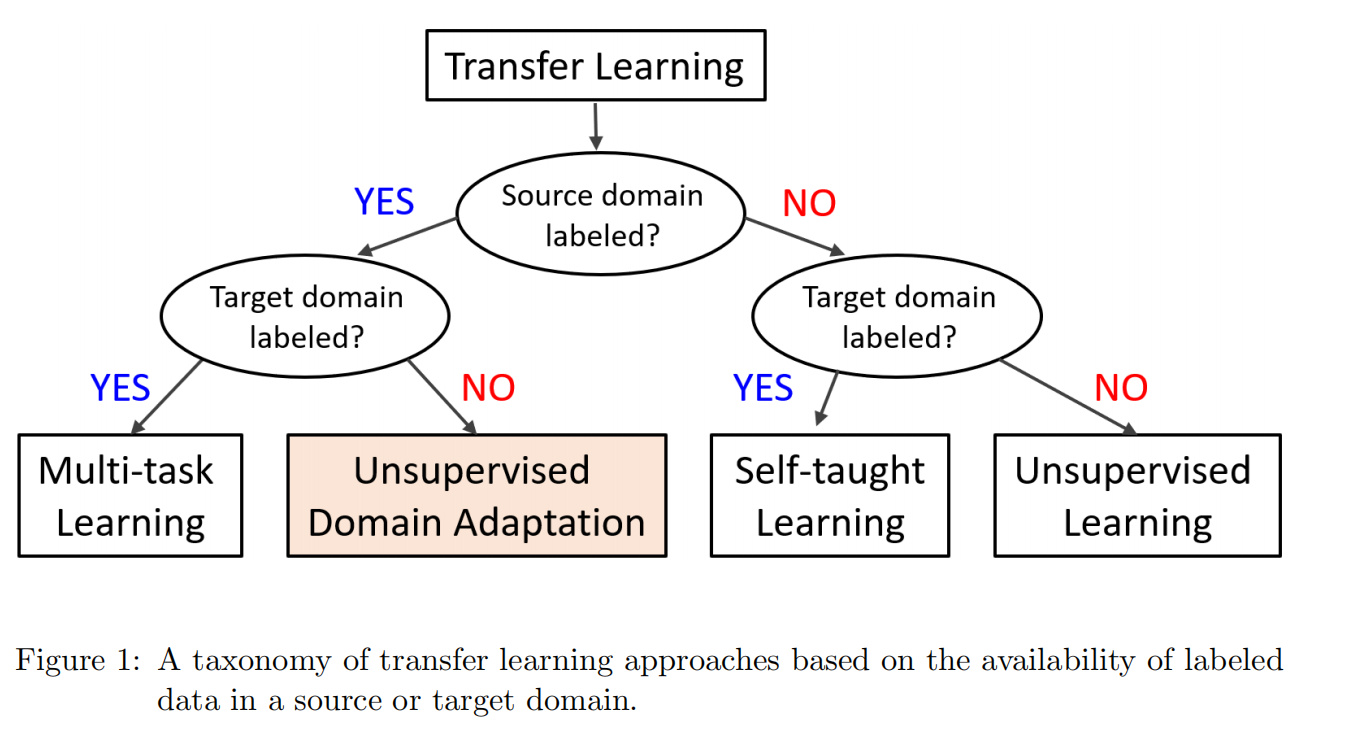 Transfer Learning
Source domain
labeled?
YES
NO
Target domain
labeled?
Target domain
labeled?
YES
NO
YES
NO
Multi-task
Learning
Unsupervised
Domain Adaptation
Self-taught
Learning
Unsupervised
Learning
Figure 1: A taxonomy of transfer learning approaches based on the availability of labeled
data in a source or target domain.